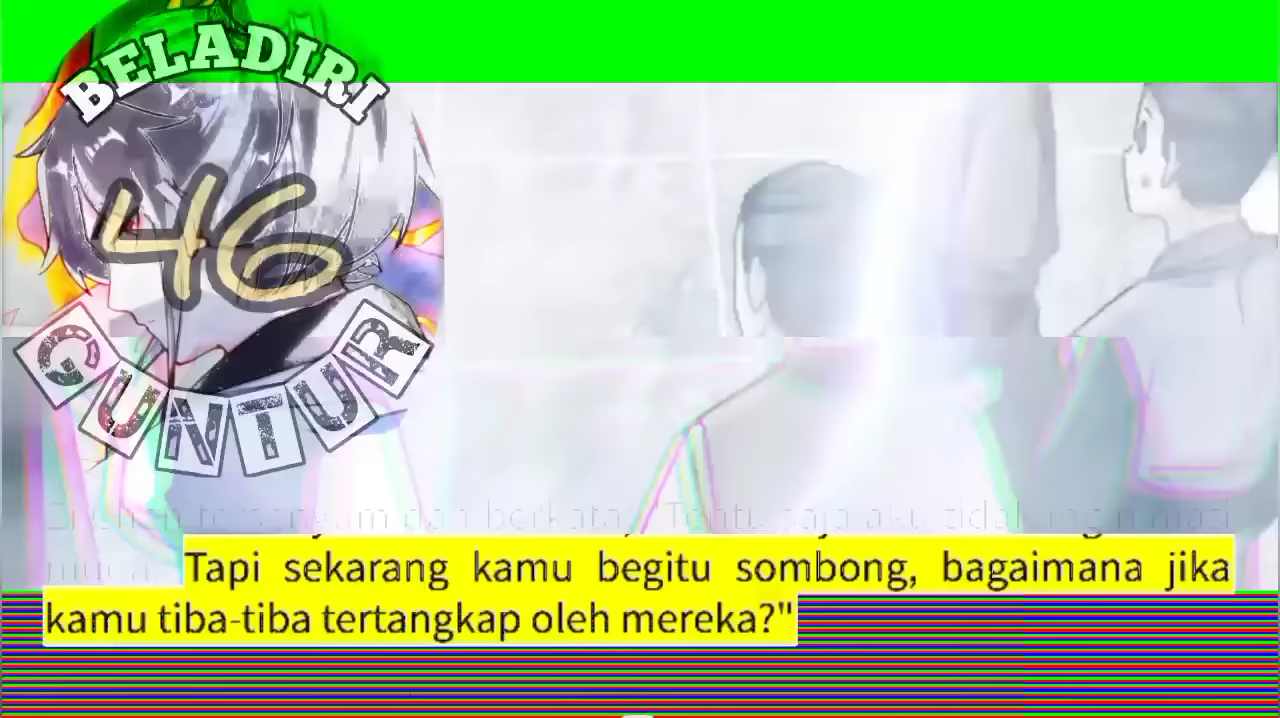 BELADIRI
46
GUNTUR
Tapi sekarang kamu begitu sombong, bagaimana jika
kamu tiba-tiba tertangkap oleh mereka?"